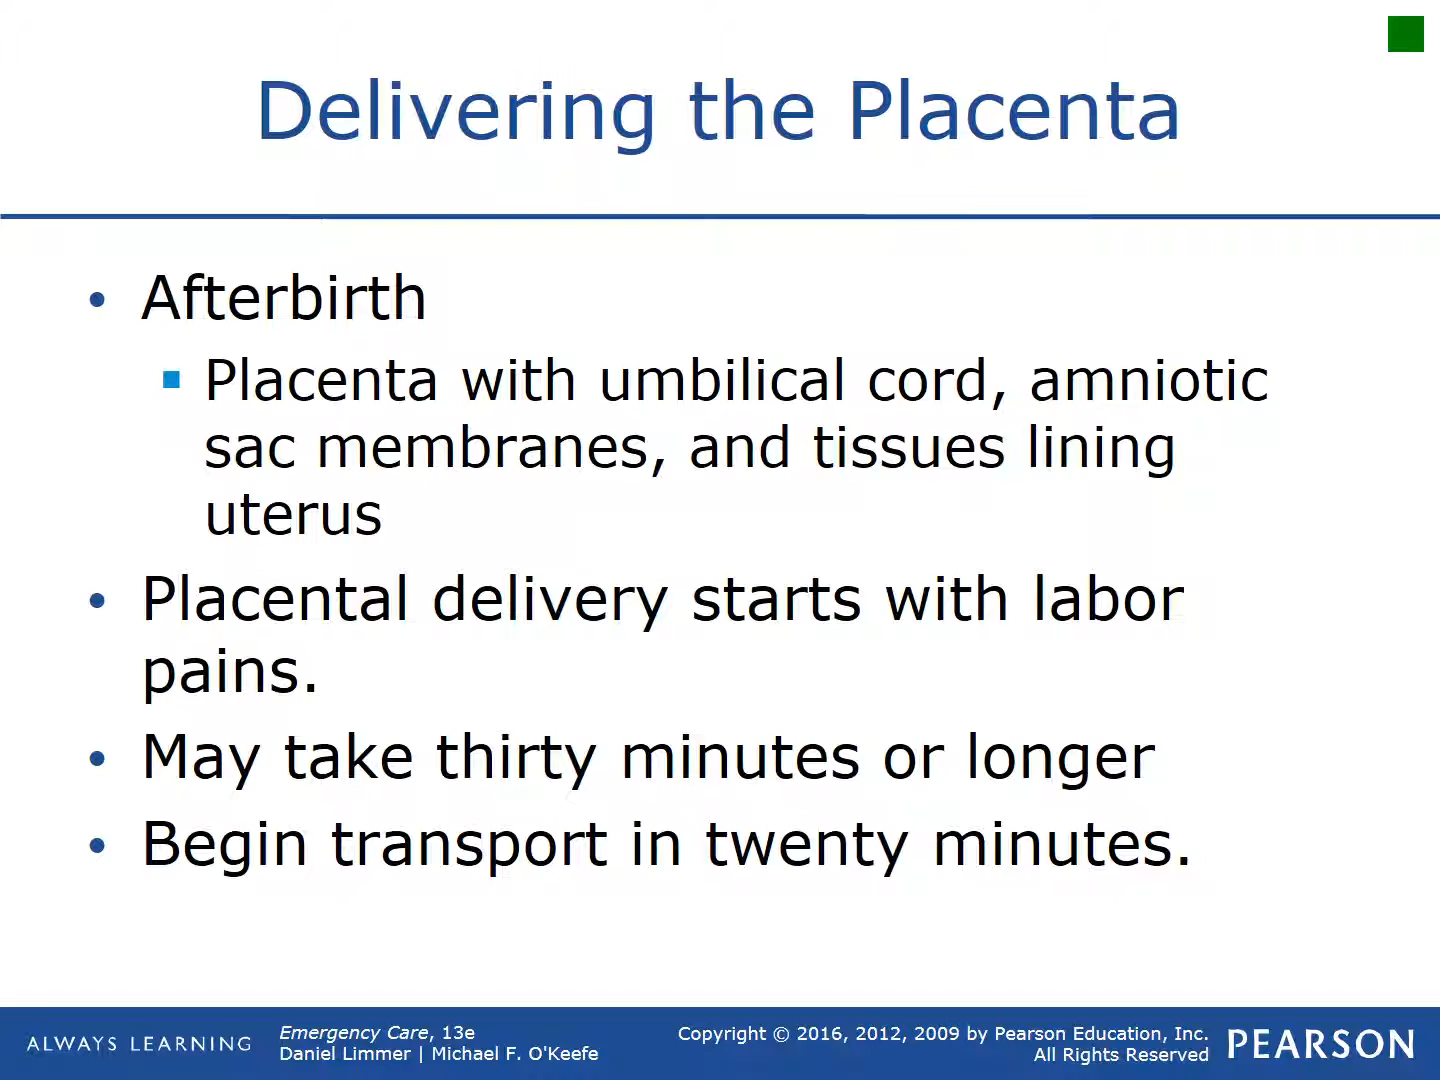 Delivering the Placenta
• Afterbirth
▪ Placenta with umbilical cord, amniotic
sac membranes, and tissues lining
uterus
• Placental delivery starts with labor
pains.
• May take thirty minutes or longer
• Begin transport in twenty minutes.
ALWAYS LEARNING
Emergency Care, 13e
Daniel Limmer | Michael F. O'Keefe
Copyright © 2016, 2012, 2009 by Pearson Education, Inc.
All Rights Reserved
PEARSON